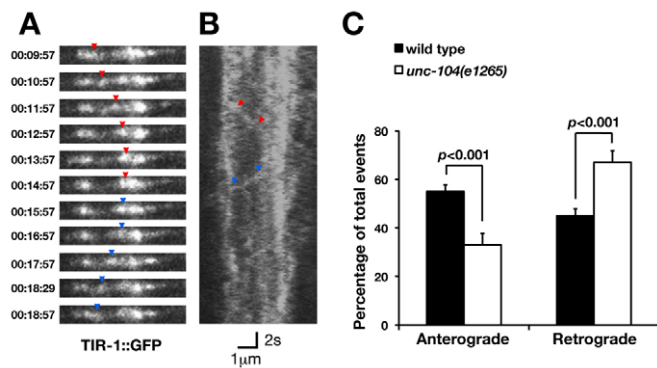 A
B
C
00:09:57
00:10:57
00:11:57
00:12:57
00:13:57
00:14:57
00:15:57
00:16:57
00:17:57
00:18:29
00:18:57
TIR-1::GFP
2s
1μm
wild type
unc-104(e1265)
Percentage of total events
80
60
40
20
0
p<0.001
p<0.001
Anterograde
Retrograde